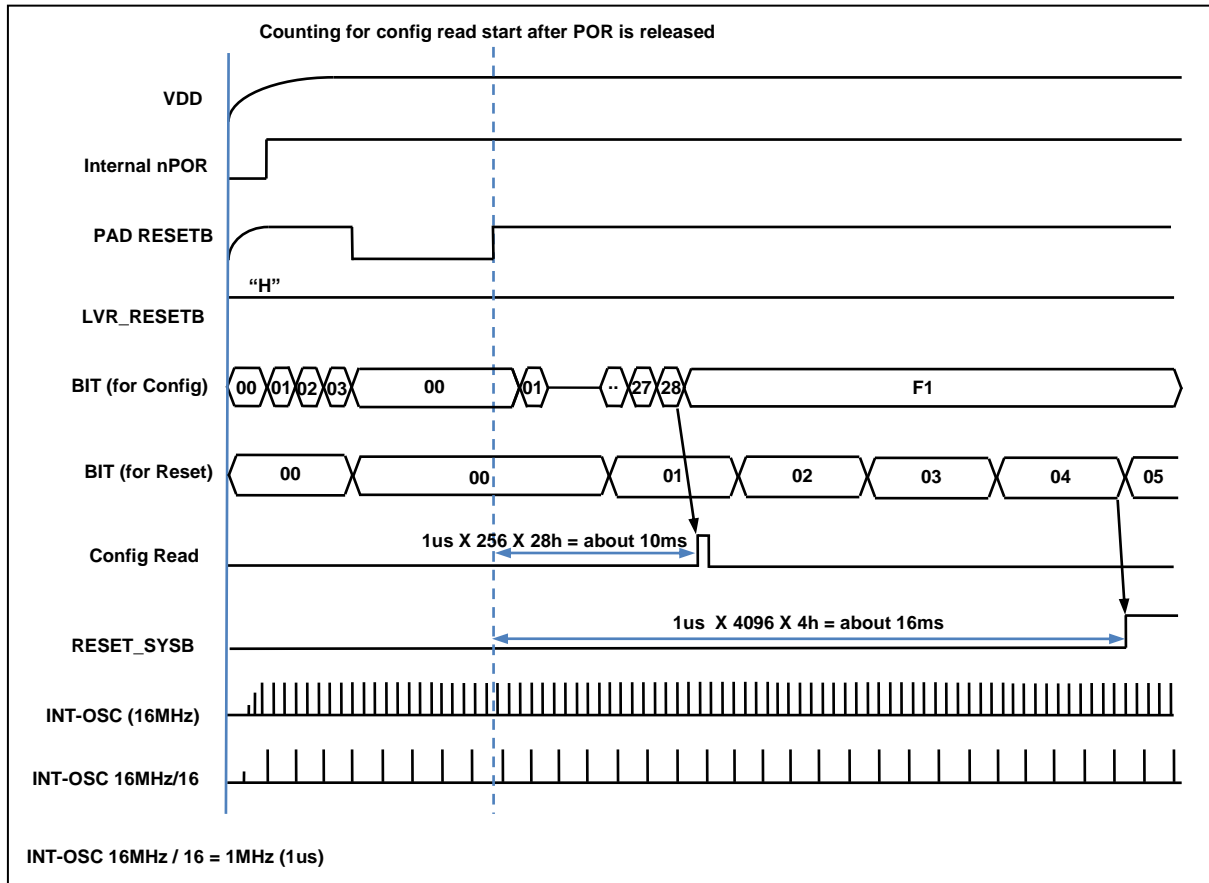 Counting for config read start after POR is released
VDD
Internal nPOR
PAD RESETB
“H”
LVR_RESETB
BIT (for Config) 00 01 02 03 00 01 .. 27 28 F1
BIT (for Reset) 00 00 01 02 03 04 05
1us X 256 X 28h = about 10ms
Config Read
1us X 4096 X 4h = about 16ms
RESET_SYSB
INT-OSC (16MHz)
INT-OSC 16MHz/16
INT-OSC 16MHz / 16 = 1MHz (1us)